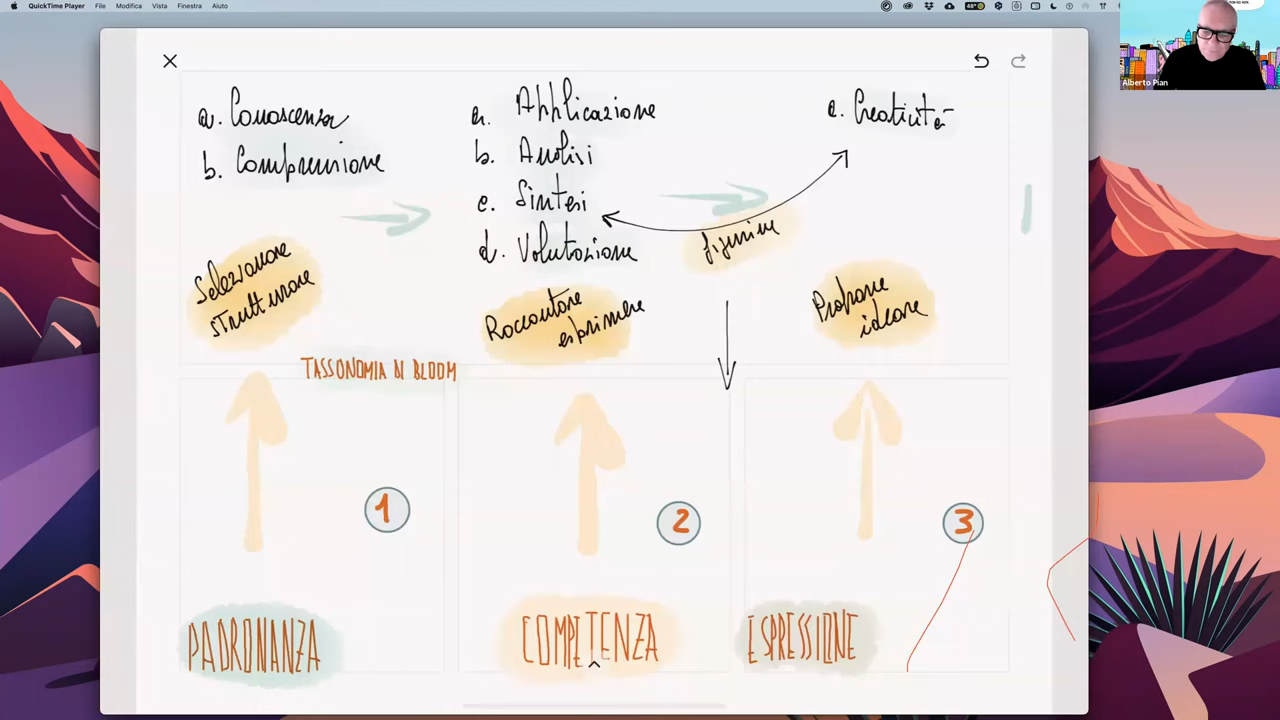 QuickTime Player File Modifica Vista Finestra Aiuto
Alberto Pian
a. Conoscenza
b. Comprensione
a. Applicazione
b. Analisi
c. Sintesi
d. Valutazione
a. Creatività
Selezionare
strutturare
Raccontare
esprimere
Proporre
ideare
TASSONOMIA DI BLOOM
1
2
3
PADRONANZA
COMPETENZA
ESPRESSIONE